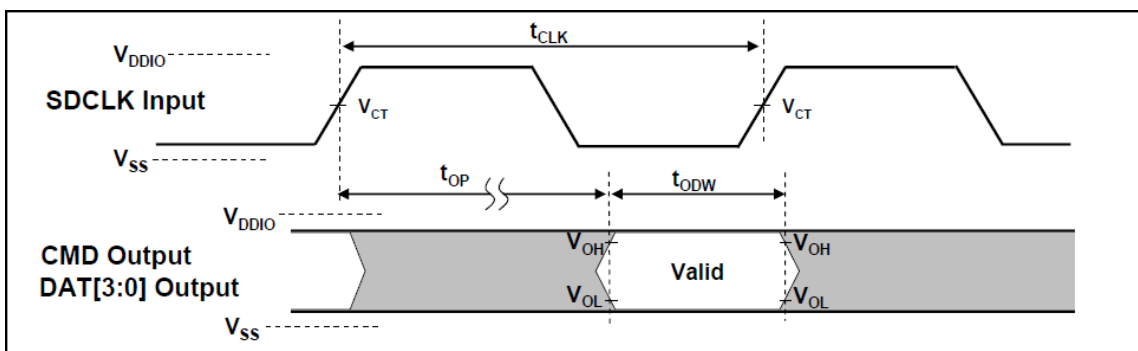 tCLK
VDDIO
SDCLK Input
VCT
VCT
VSS
tOP
tODW
VDDIO
CMD Output
DAT[3:0] Output
VOH
VOH
Valid
VOL
VOL
VSS